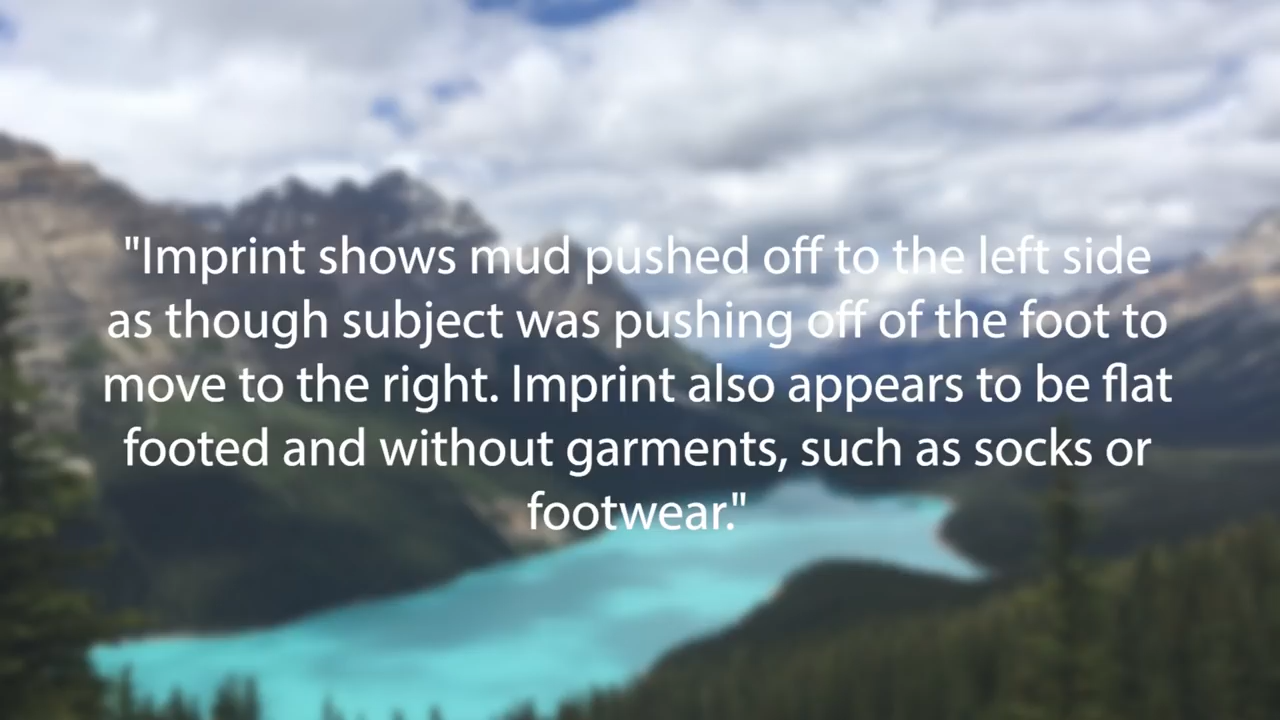 "Imprint shows mud pushed off to the left side
as though subject was pushing off of the foot to
move to the right. Imprint also appears to be flat
footed and without garments, such as socks or
footwear."